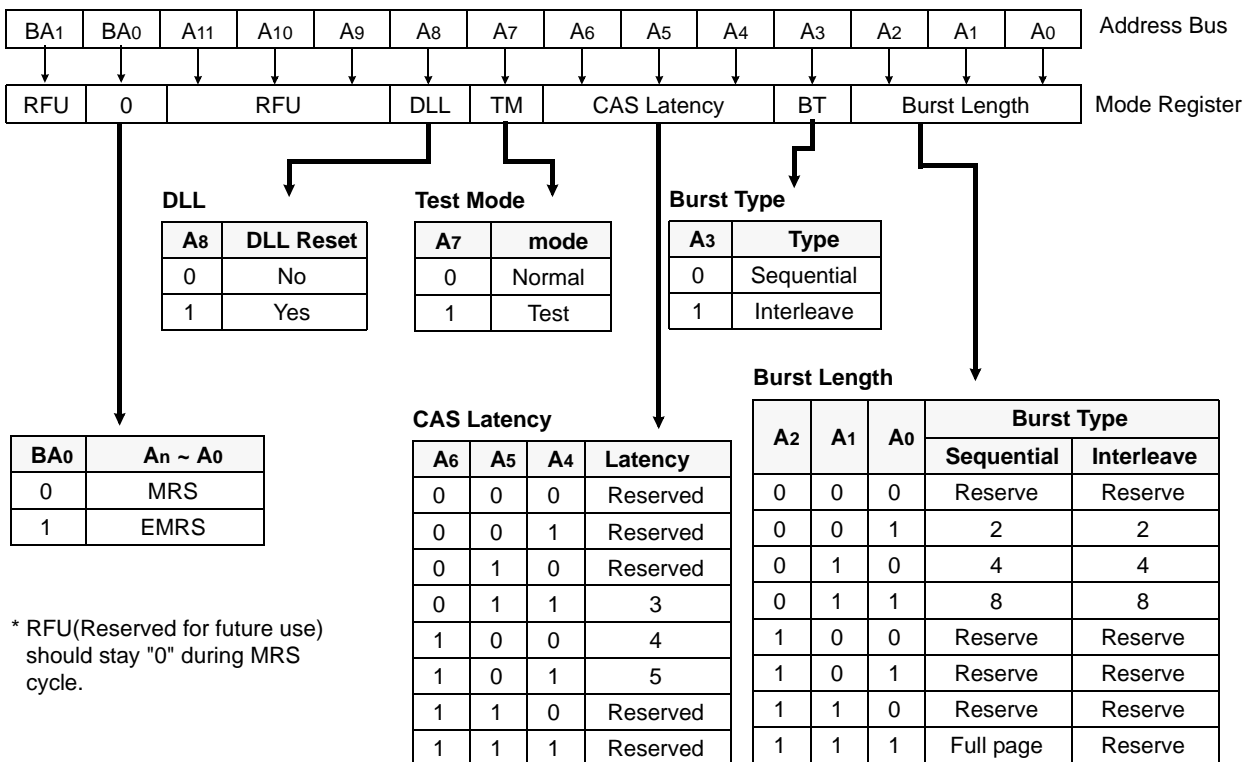 BA1 BA0 A11 A10 A9 A8 A7 A6 A5 A4 A3 A2 A1 A0 Address Bus
RFU 0 RFU DLL TM CAS Latency BT Burst Length Mode Register
DLL
A8 DLL Reset
0 No
1 Yes
Test Mode
A7 mode
0 Normal
1 Test
Burst Type
A3 Type
0 Sequential
1 Interleave
BA0 An ~ A0
0 MRS
1 EMRS
* RFU(Reserved for future use)
should stay "0" during MRS
cycle.
CAS Latency
A6 A5 A4 Latency
0 0 0 Reserved
0 0 1 Reserved
0 1 0 Reserved
0 1 1 3
1 0 0 4
1 0 1 5
1 1 0 Reserved
1 1 1 Reserved
Burst Length
A2 A1 A0 Burst Type
Sequential Interleave
0 0 0 Reserve Reserve
0 0 1 2 2
0 1 0 4 4
0 1 1 8 8
1 0 0 Reserve Reserve
1 0 1 Reserve Reserve
1 1 0 Reserve Reserve
1 1 1 Full page Reserve